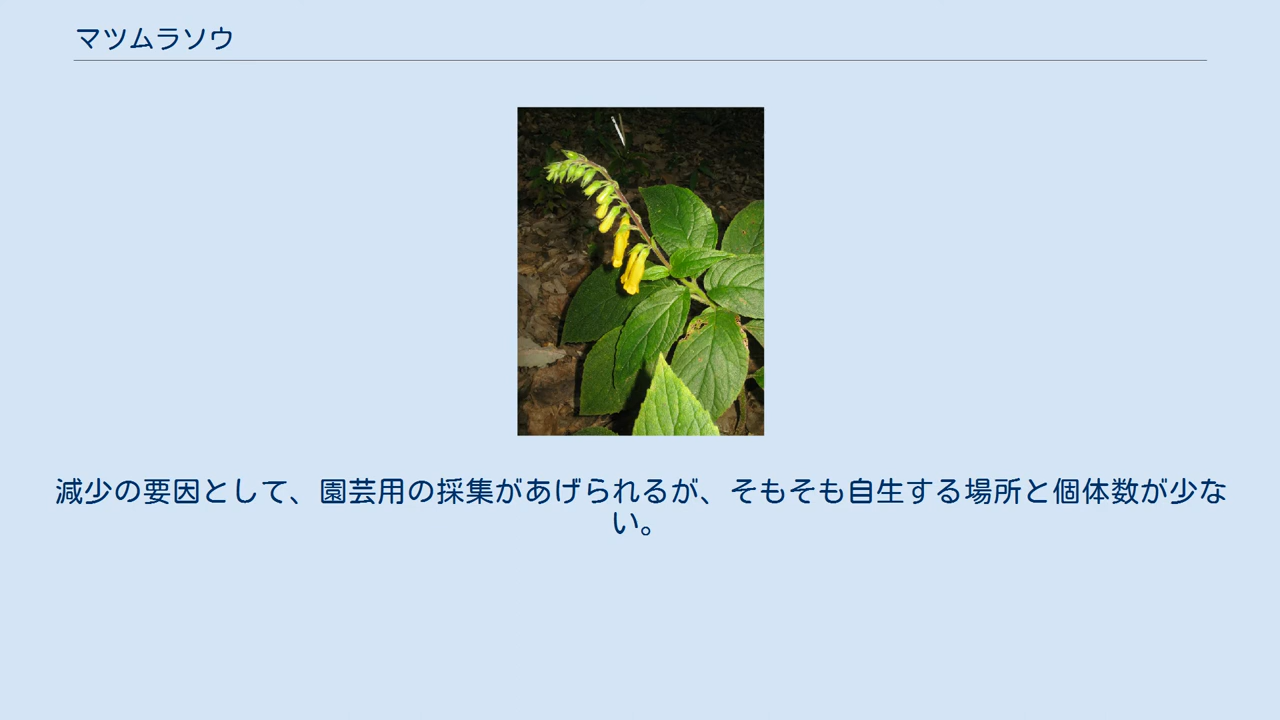 マツムラソウ
減少の要因として、園芸用の採集があげられるが、そもそも自生する場所と個体数が少な
い。